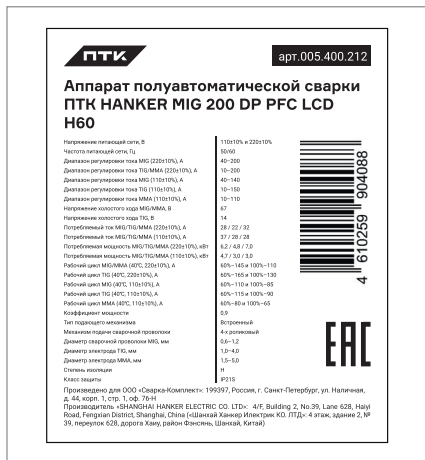 ПТК
арт.005.400.212
Аппарат полуавтоматической сварки
ПТК HANKER MIG 200 DP PFC LCD
H60
Напряжение питающей сети, В 110±10% и 220±10%
Частота питающей сети, Гц 50/60
Диапазон регулировки тока MIG (220±10%), А 40–200
Диапазон регулировки тока TIG/MMA (220±10%), А 10–200
Диапазон регулировки тока MIG (110±10%), А 40–140
Диапазон регулировки тока TIG (110±10%), А 10–150
Диапазон регулировки тока MMA (110±10%), А 10–110
Напряжение холостого хода MIG/MMA, В 67
Напряжение холостого хода TIG, В 14
Потребляемый ток MIG/TIG/MMA (220±10%), А 28 / 22 / 32
Потребляемый ток MIG/TIG/MMA (110±10%), А 37 / 28 / 28
Потребляемая мощность MIG/TIG/MMA (220±10%), кВт 6,2 / 4,8 / 7,0
Потребляемая мощность MIG/TIG/MMA (110±10%), кВт 4,7 / 3,0 / 3,0
Рабочий цикл MIG/MMA (40℃, 220±10%), А 60%–145 и 100%–110
Рабочий цикл TIG (40℃, 220±10%), А 60%–165 и 100%–130
Рабочий цикл MIG (40℃, 110±10%), А 60%–110 и 100%–85
Рабочий цикл TIG (40℃, 110±10%), А 60%–115 и 100%–90
Рабочий цикл MMA (40℃, 110±10%), А 60%–80 и 100%–65
Коэффициент мощности 0,9
Тип подающего механизма Встроенный
Механизм подачи сварочной проволоки 4-х роликовый
Диаметр сварочной проволоки MIG, мм 0,6–1,2
Диаметр электрода TIG, мм 1,0–4,0
Диаметр электрода MMA, мм 1,5–5,0
Степень изоляции H
Класс защиты IP21S
4 610259 904088
EAC
Произведено для ООО «Сварка-Комплект»: 199397, Россия, г. Санкт-Петербург, ул. Наличная,
д. 44, корп. 1, стр. 1, оф. 76-Н
Производитель «SHANGHAI HANKER ELECTRIC CO. LTD»: 4/F, Building 2, No.39, Lane 628, Haiyi
Road, Fengxian District, Shanghai, China («Шанхай Ханкер Илектрик КО. ЛТД»: 4 этаж, здание 2, №
39, переулок 628, дорога Хаиу, район Фэнсянь, Шанхай, Китай)